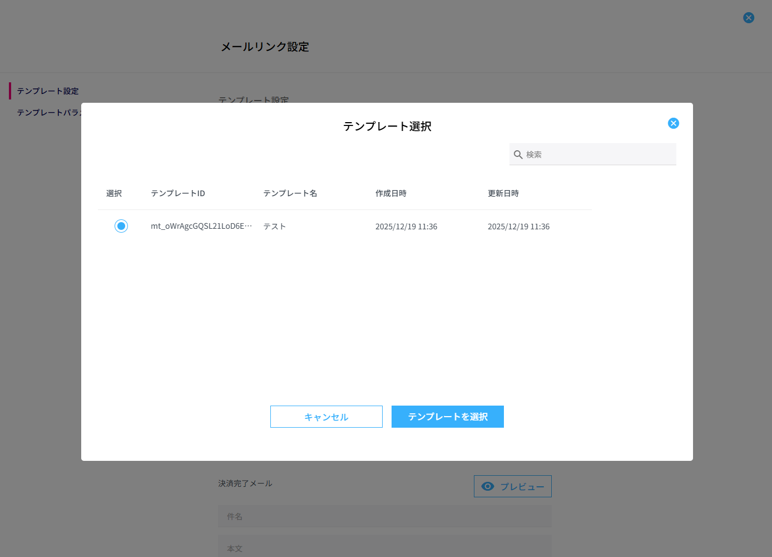 メールリンク設定
テンプレート設定
テンプレート設定
テンプレートパラ
テンプレート選択
検索
選択 テンプレートID テンプレート名 作成日時 更新日時
mt_oWrAgcGQSL21LoD6E… テスト 2025/12/19 11:36 2025/12/19 11:36
キャンセル
テンプレートを選択
決済完了メール
プレビュー
件名
本文